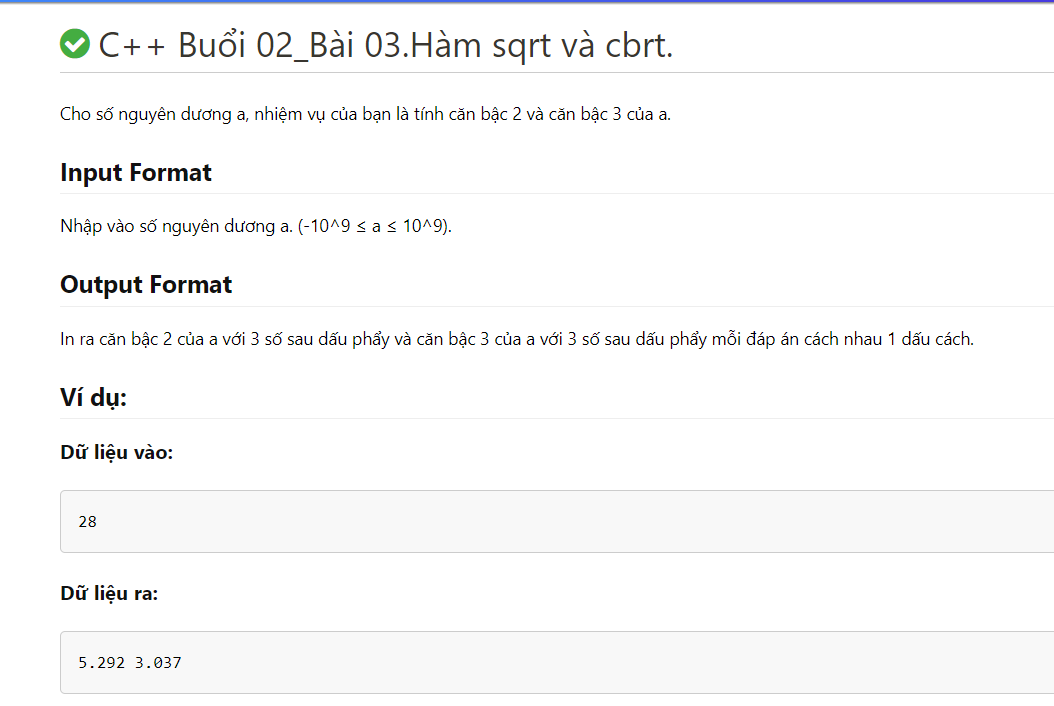 C++ Buổi 02_Bài 03.Hàm sqrt và cbrt.
Cho số nguyên dương a, nhiệm vụ của bạn là tính căn bậc 2 và căn bậc 3 của a.
Input Format
Nhập vào số nguyên dương a. (-10^9 ≤ a ≤ 10^9).
Output Format
In ra căn bậc 2 của a với 3 số sau dấu phẩy và căn bậc 3 của a với 3 số sau dấu phẩy mỗi đáp án cách nhau 1 dấu cách.
Ví dụ:
Dữ liệu vào:
28
Dữ liệu ra:
5.292 3.037